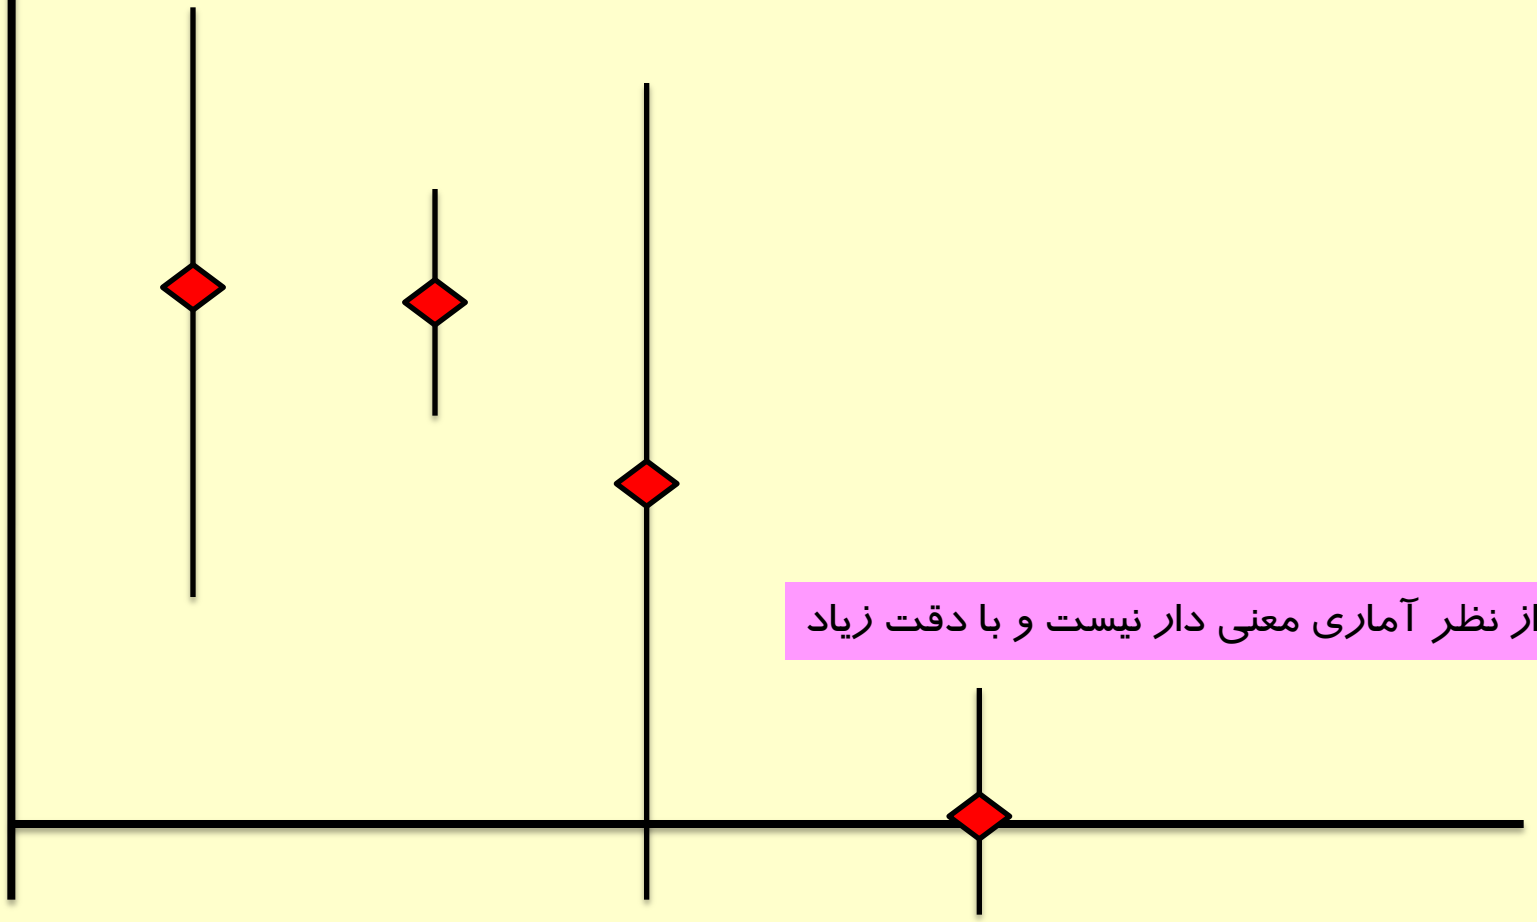 از نظر آماری معنی دار نیست و با دقت زیاد